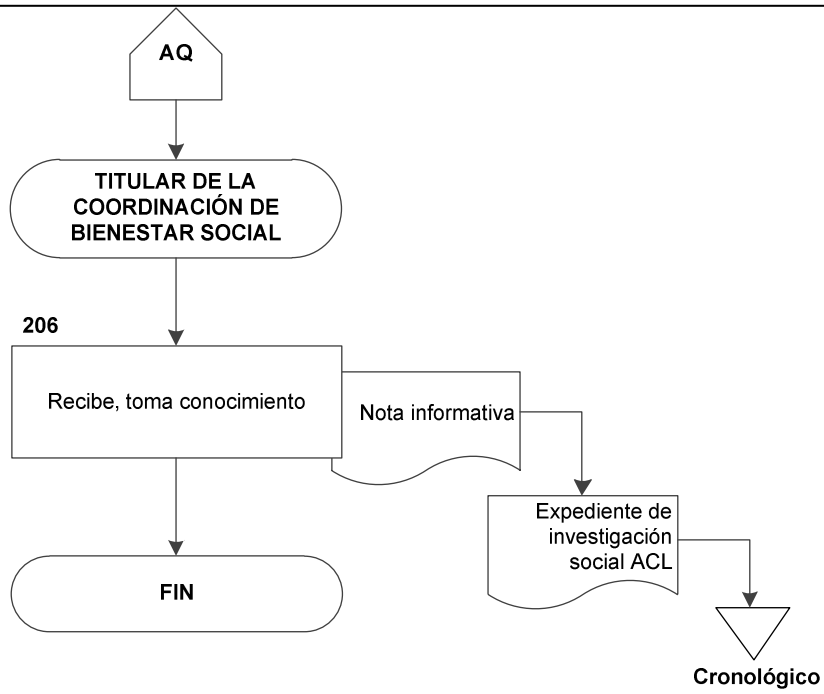 AQ
TITULAR DE LA
COORDINACIÓN DE
BIENESTAR SOCIAL
206
Recibe, toma conocimiento
Nota informativa
Expediente de
investigación
social ACL
FIN
Cronológico